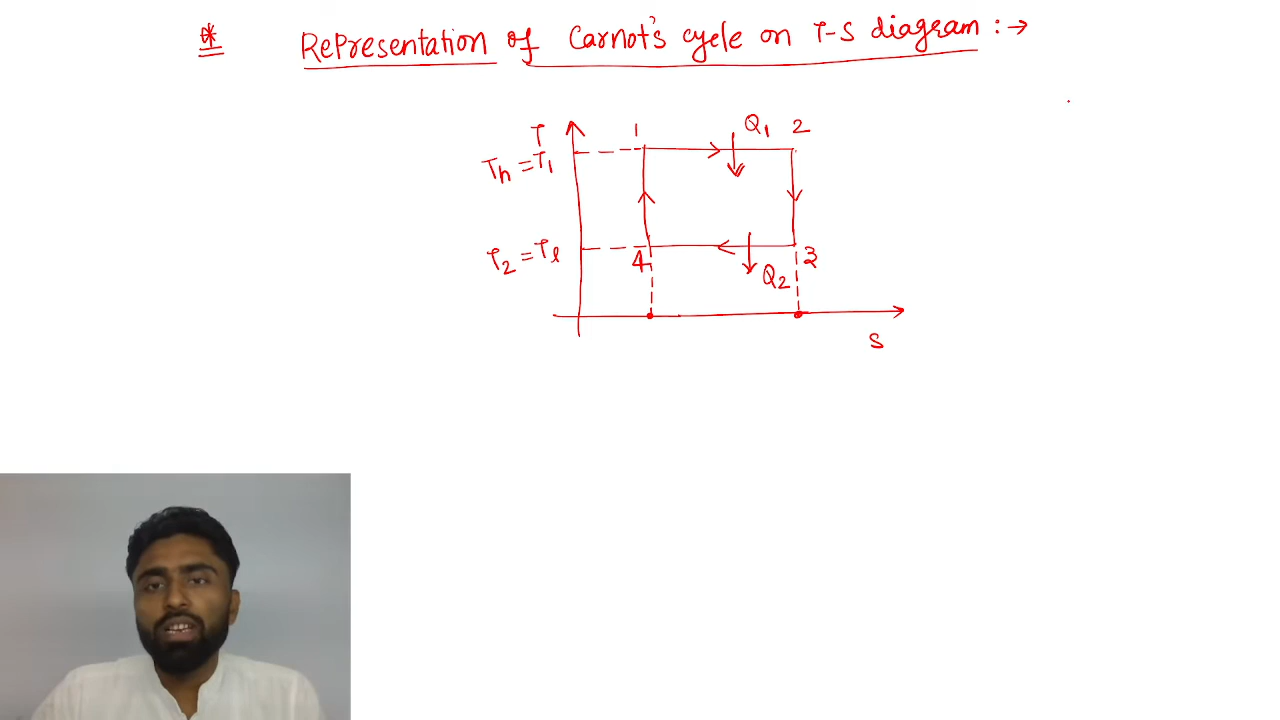 * Representation of Carnot's cycle on T-S diagram :→
T 1 Q1 2
Th = T1
T2 = Tl 4 3
Q2
S